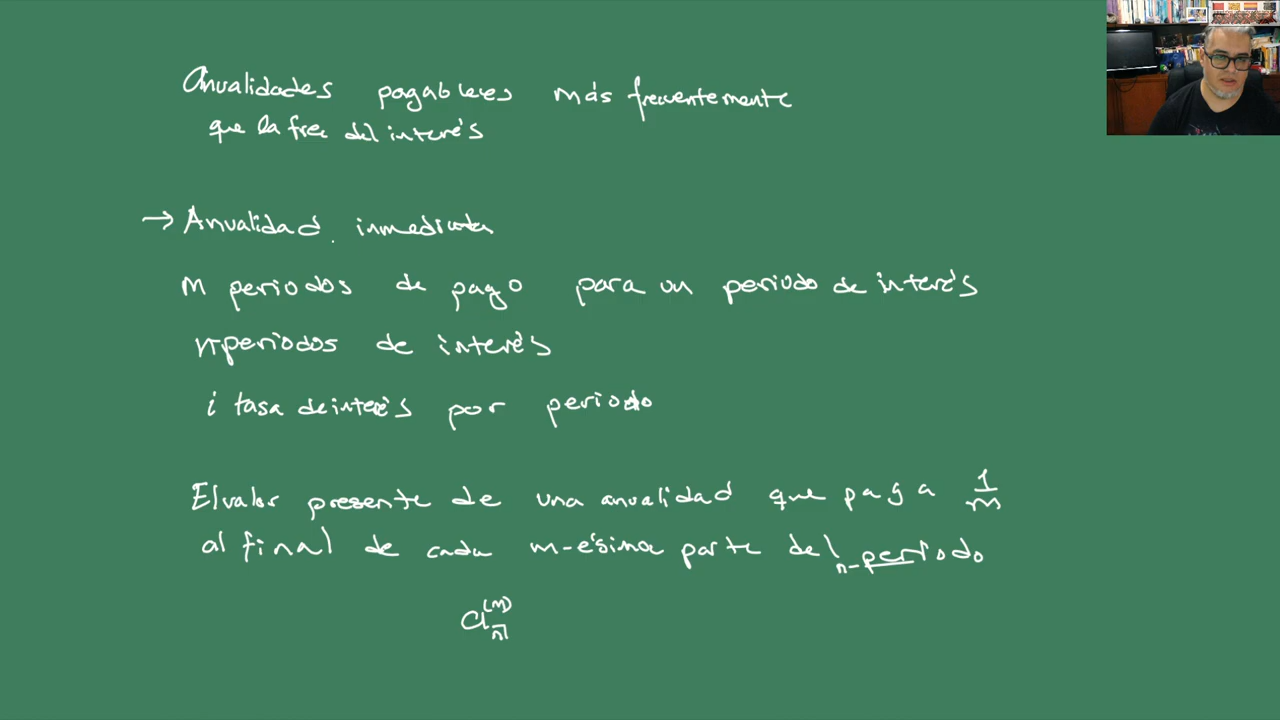 Anualidades pagables más frecuentemente
que la frec del interés
→ Anualidad inmediata
m periodos de pago para un periodo de interés
n periodos de interés
i tasa de interés por periodo
El valor presente de una anualidad que paga 1/m
al final de cada m-ésima parte del n-periodo
a_{\overline{n}|}^{(m)}